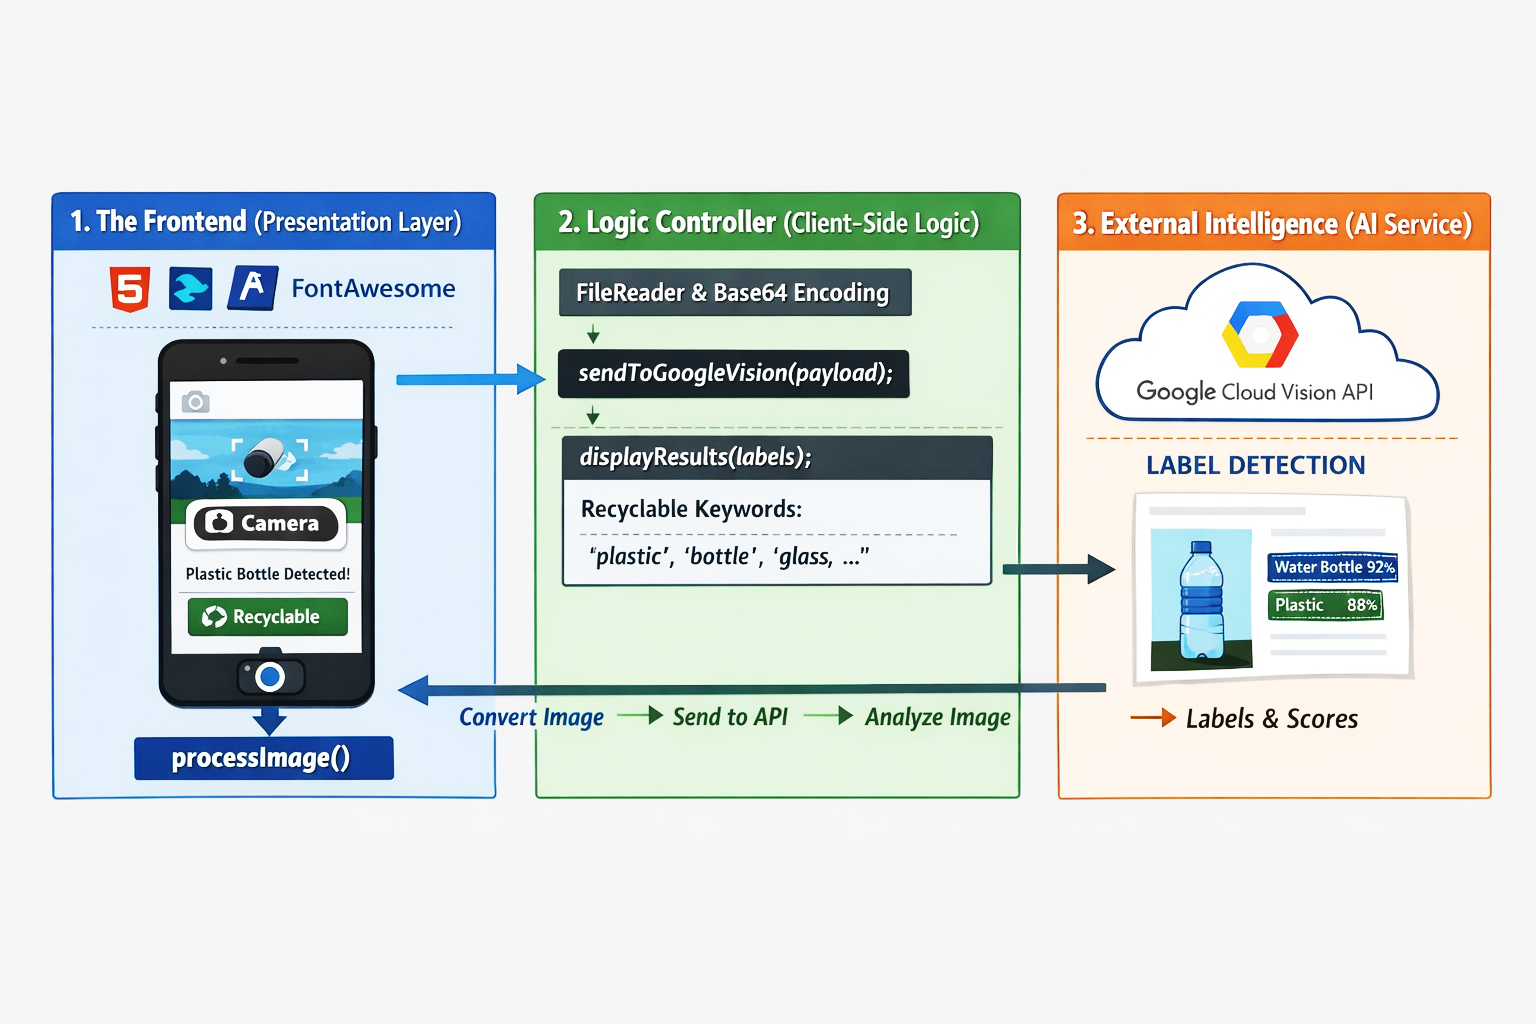 1. The Frontend (Presentation Layer)
5 A FontAwesome
Camera
Plastic Bottle Detected!
Recyclable
processImage()
2. Logic Controller (Client-Side Logic)
FileReader & Base64 Encoding
sendToGoogleVision(payload);
displayResults(labels);
Recyclable Keywords:
“plastic’, ‘bottle’, ‘glass, ...”
Convert Image Send to API Analyze Image
3. External Intelligence (AI Service)
Google Cloud Vision API
LABEL DETECTION
Water Bottle 92%
Plastic 88%
Labels & Scores